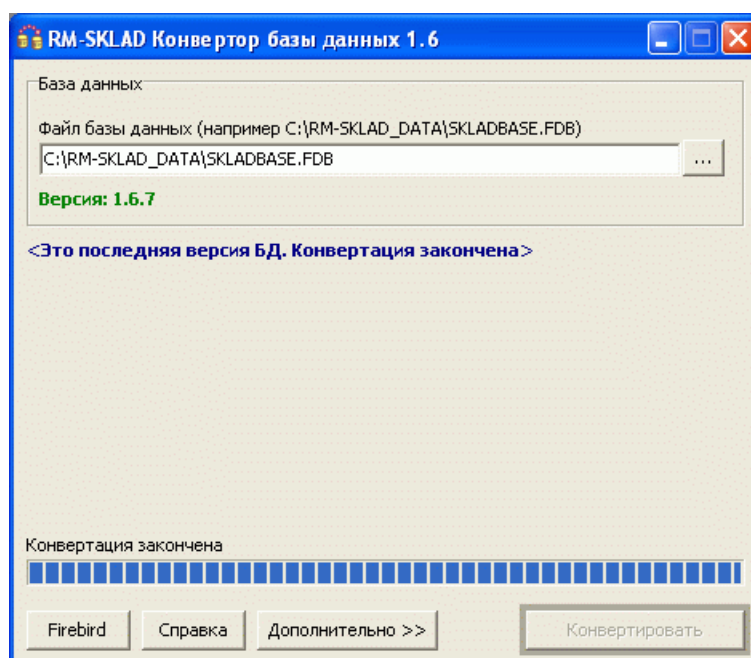 RM-SKLAD Конвертор базы данных 1.6
База данных
Файл базы данных (например C:\RM-SKLAD_DATA\SKLADBASE.FDB)
C:\RM-SKLAD_DATA\SKLADBASE.FDB
...
Версия: 1.6.7
<Это последняя версия БД. Конвертация закончена>
Конвертация закончена
Firebird Справка Дополнительно >> Конвертировать